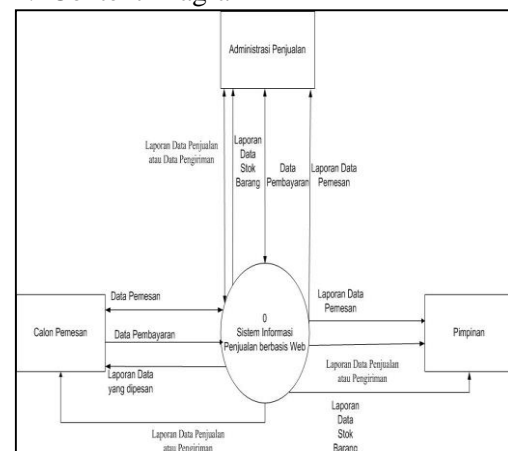 Administrasi Penjualan
Laporan Data Penjualan
atau Data Pengiriman
Laporan
Data
Stok
Barang
Data
Pembayaran
Laporan Data
Pemesan
Data Pemesan
Calon Pemesan
Data Pembayaran
Laporan Data
yang dipesan
0
Sistem Informasi
Penjualan berbasis Web
Laporan Data
Pemesan
Pimpinan
Laporan Data Penjualan
atau Pengiriman
Laporan
Data
Stok
Barang
Laporan Data Penjualan
atau Pengiriman